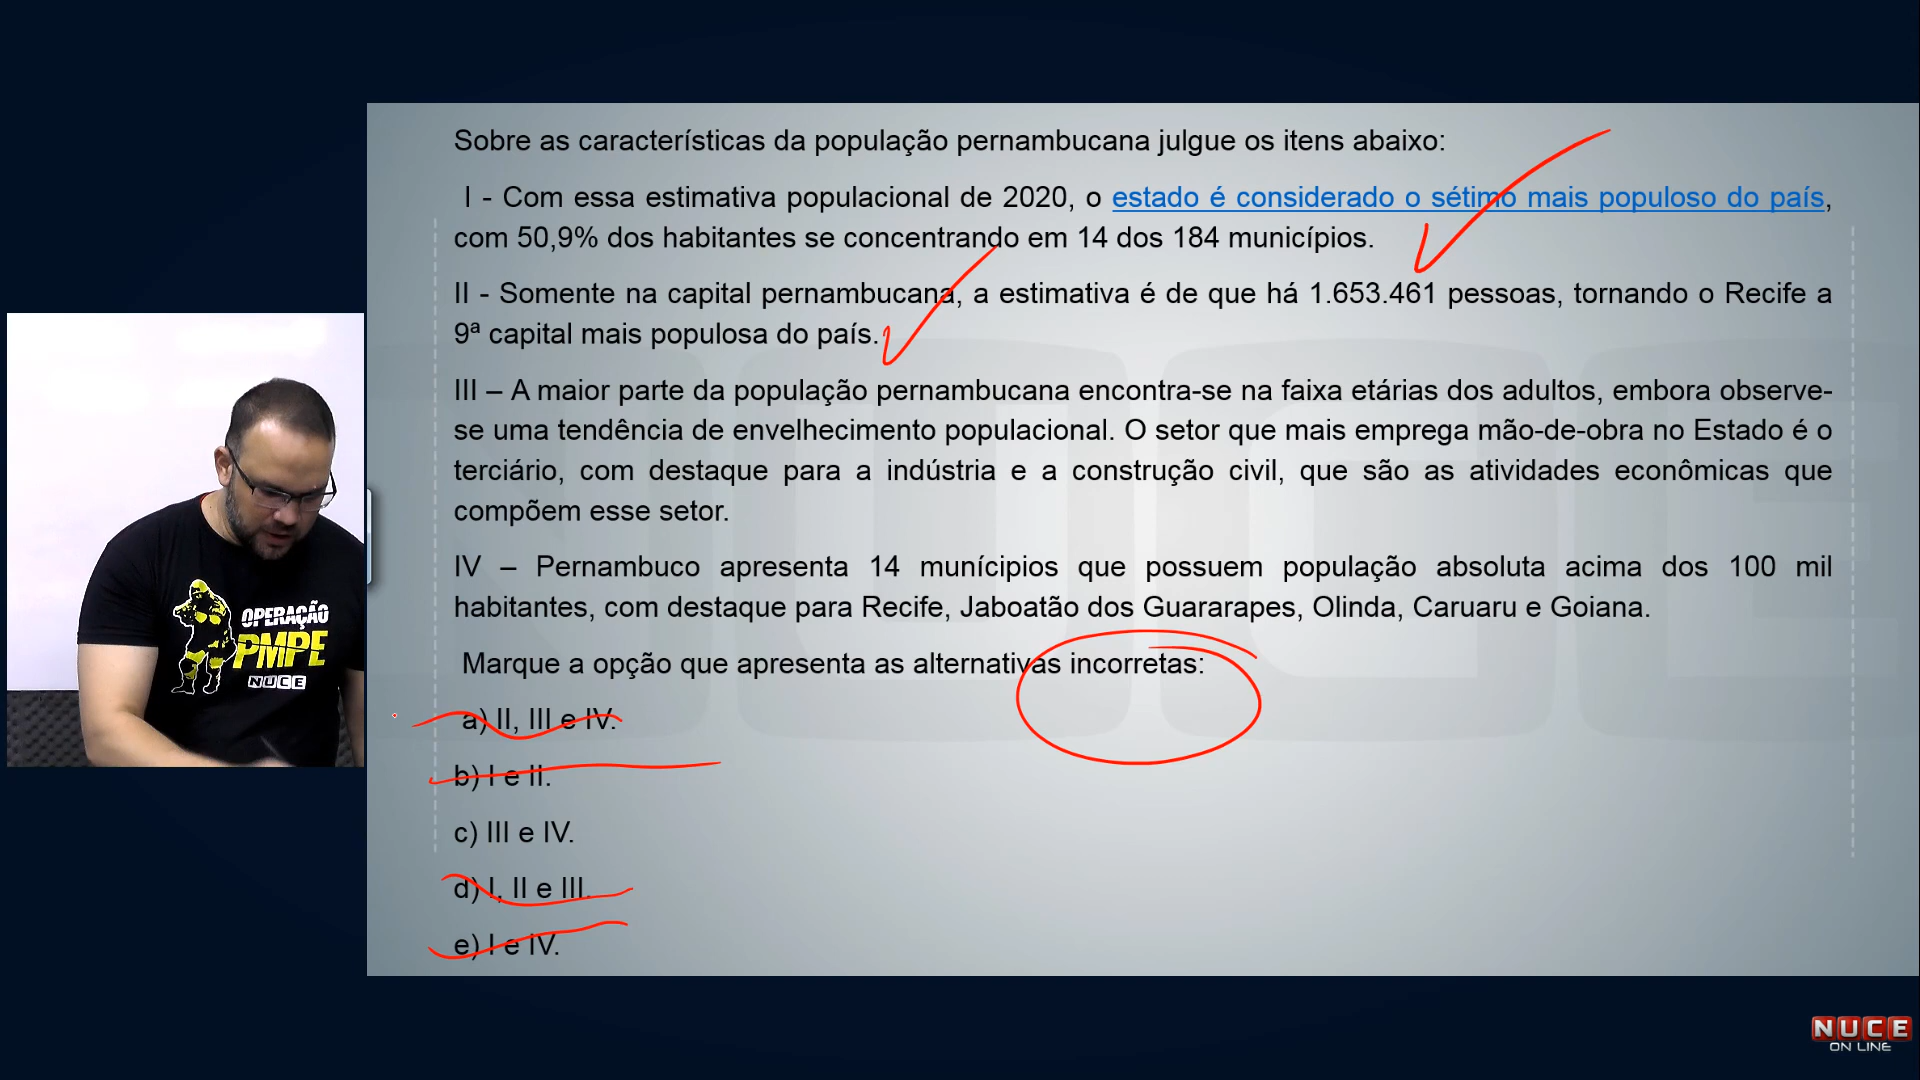 Sobre as características da população pernambucana julgue os itens abaixo:
I - Com essa estimativa populacional de 2020, o estado é considerado o sétimo mais populoso do país,
com 50,9% dos habitantes se concentrando em 14 dos 184 municípios.
II - Somente na capital pernambucana, a estimativa é de que há 1.653.461 pessoas, tornando o Recife a
9ª capital mais populosa do país.
III – A maior parte da população pernambucana encontra-se na faixa etárias dos adultos, embora observe-
se uma tendência de envelhecimento populacional. O setor que mais emprega mão-de-obra no Estado é o
terciário, com destaque para a indústria e a construção civil, que são as atividades econômicas que
compõem esse setor.
IV – Pernambuco apresenta 14 munícipios que possuem população absoluta acima dos 100 mil
habitantes, com destaque para Recife, Jaboatão dos Guararapes, Olinda, Caruaru e Goiana.
Marque a opção que apresenta as alternativas incorretas:
a) II, III e IV.
b) I e II.
c) III e IV.
d) I, II e III.
e) I e IV.
OPERAÇÃO
PMPE
NUCE
NUCE
ON LINE